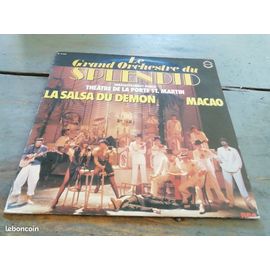 Le
Grand Orchestre du
SPLENDID
THÉATRE DE LA PORTE ST. MARTIN
LA SALSA DU DEMON
MACAO
leboncoin